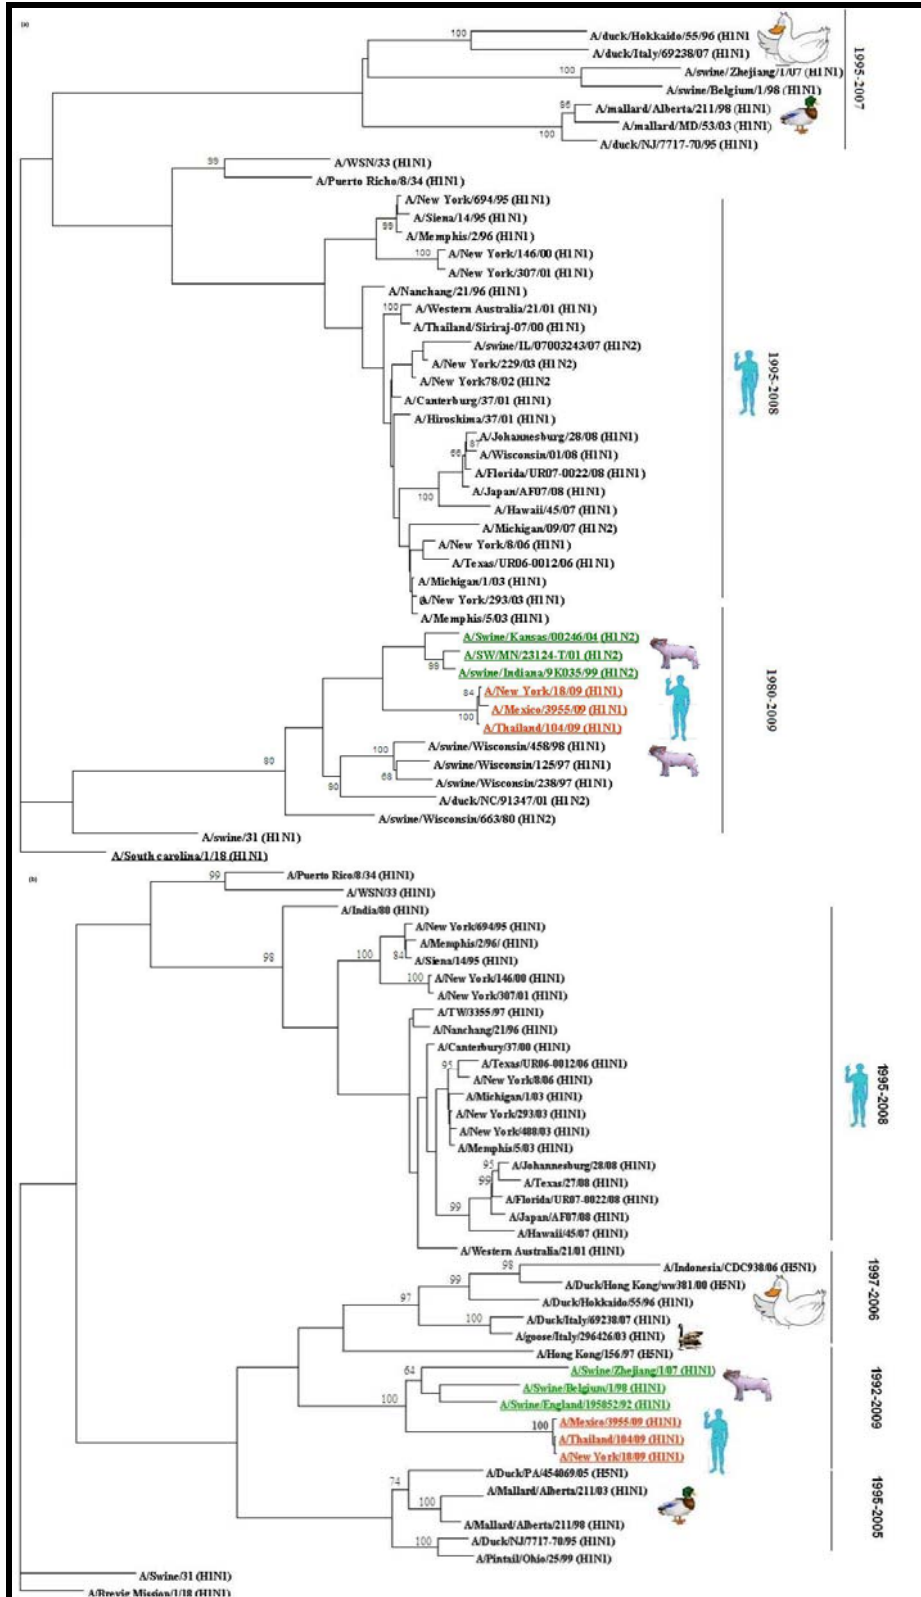 (a)
100
A/duck/Hokkaido/55/96 (H1N1
A/duck/Italy/69238/07 (H1N1)
100
A/swine/Zhejiang/1/07 (H1N1)
A/swine/Belgium/1/98 (H1N1)
96
A/mallard/Alberta/211/98 (H1N1)
A/mallard/MD/53/03 (H1N1)
100
A/duck/NJ/7717-70/95 (H1N1)
1995-2007
99
A/WSN/33 (H1N1)
A/Puerto Richo/8/34 (H1N1)
A/New York/694/95 (H1N1)
A/Siena/14/95 (H1N1)
99
A/Memphis/2/96 (H1N1)
100
A/New York/146/00 (H1N1)
A/New York/307/01 (H1N1)
A/Nanchang/21/96 (H1N1)
100
A/Western Australia/21/01 (H1N1)
A/Thailand/Siriraj-07/00 (H1N1)
A/swine/IL/07003243/07 (H1N2)
A/New York/229/03 (H1N2)
A/New York78/02 (H1N2
A/Canterburg/37/01 (H1N1)
A/Hiroshima/37/01 (H1N1)
A/Johannesburg/28/08 (H1N1)
87
66
A/Wisconsin/01/08 (H1N1)
A/Florida/UR07-0022/08 (H1N1)
A/Japan/AF07/08 (H1N1)
100
A/Hawaii/45/07 (H1N1)
A/Michigan/09/07 (H1N2)
A/New York/8/06 (H1N1)
A/Texas/UR06-0012/06 (H1N1)
A/Michigan/1/03 (H1N1)
A/New York/293/03 (H1N1)
A/Memphis/5/03 (H1N1)
1995-2008
A/Swine/Kansas/00246/04 (H1N2)
A/SW/MN/23124-T/01 (H1N2)
99
A/swine/Indiana/9K035/99 (H1N2)
84
A/New York/18/09 (H1N1)
A/Mexico/3955/09 (H1N1)
100
A/Thailand/104/09 (H1N1)
100
A/swine/Wisconsin/458/98 (H1N1)
80
A/swine/Wisconsin/125/97 (H1N1)
68
A/swine/Wisconsin/238/97 (H1N1)
90
A/duck/NC/91347/01 (H1N2)
A/swine/Wisconsin/663/80 (H1N2)
1980-2009
A/swine/31 (H1N1)
A/South carolina/1/18 (H1N1)
(b)
99
A/Puerto Rico/8/34 (H1N1)
A/WSN/33 (H1N1)
A/India/80 (H1N1)
A/New York/694/95 (H1N1)
98
100
A/Memphis/2/96/ (H1N1)
84
A/Siena/14/95 (H1N1)
100
A/New York/146/00 (H1N1)
A/New York/307/01 (H1N1)
A/TW/3355/97 (H1N1)
A/Nanchang/21/96 (H1N1)
A/Canterbury/37/00 (H1N1)
95
A/Texas/UR06-0012/06 (H1N1)
A/New York/8/06 (H1N1)
A/Michigan/1/03 (H1N1)
A/New York/293/03 (H1N1)
A/New York/488/03 (H1N1)
A/Memphis/5/03 (H1N1)
95
A/Johannesburg/28/08 (H1N1)
99
A/Texas/27/08 (H1N1)
A/Florida/UR07-0022/08 (H1N1)
99
A/Japan/AF07/08 (H1N1)
A/Hawaii/45/07 (H1N1)
A/Western Australia/21/01 (H1N1)
1995-2008
98
A/Indonesia/CDC938/06 (H5N1)
99
A/Duck/Hong Kong/ww381/00 (H5N1)
97
A/Duck/Hokkaido/55/96 (H1N1)
100
A/Duck/Italy/69238/07 (H1N1)
A/goose/Italy/296426/03 (H1N1)
1997-2006
A/Hong Kong/156/97 (H5N1)
64
A/Swine/Zhejiang/1/07 (H1N1)
A/Swine/Belgium/1/98 (H1N1)
100
A/Swine/England/195852/92 (H1N1)
100
A/Mexico/3955/09 (H1N1)
A/Thailand/104/09 (H1N1)
A/New York/18/09 (H1N1)
1992-2009
74
A/Duck/PA/454069/05 (H5N1)
A/Mallard/Alberta/211/03 (H1N1)
100
A/Mallard/Alberta/211/98 (H1N1)
100
A/Duck/NJ/7717-70/95 (H1N1)
A/Pintail/Ohio/25/99 (H1N1)
1995-2005
A/Swine/31 (H1N1)
A/Brevig Mission/1/18 (H1N1)